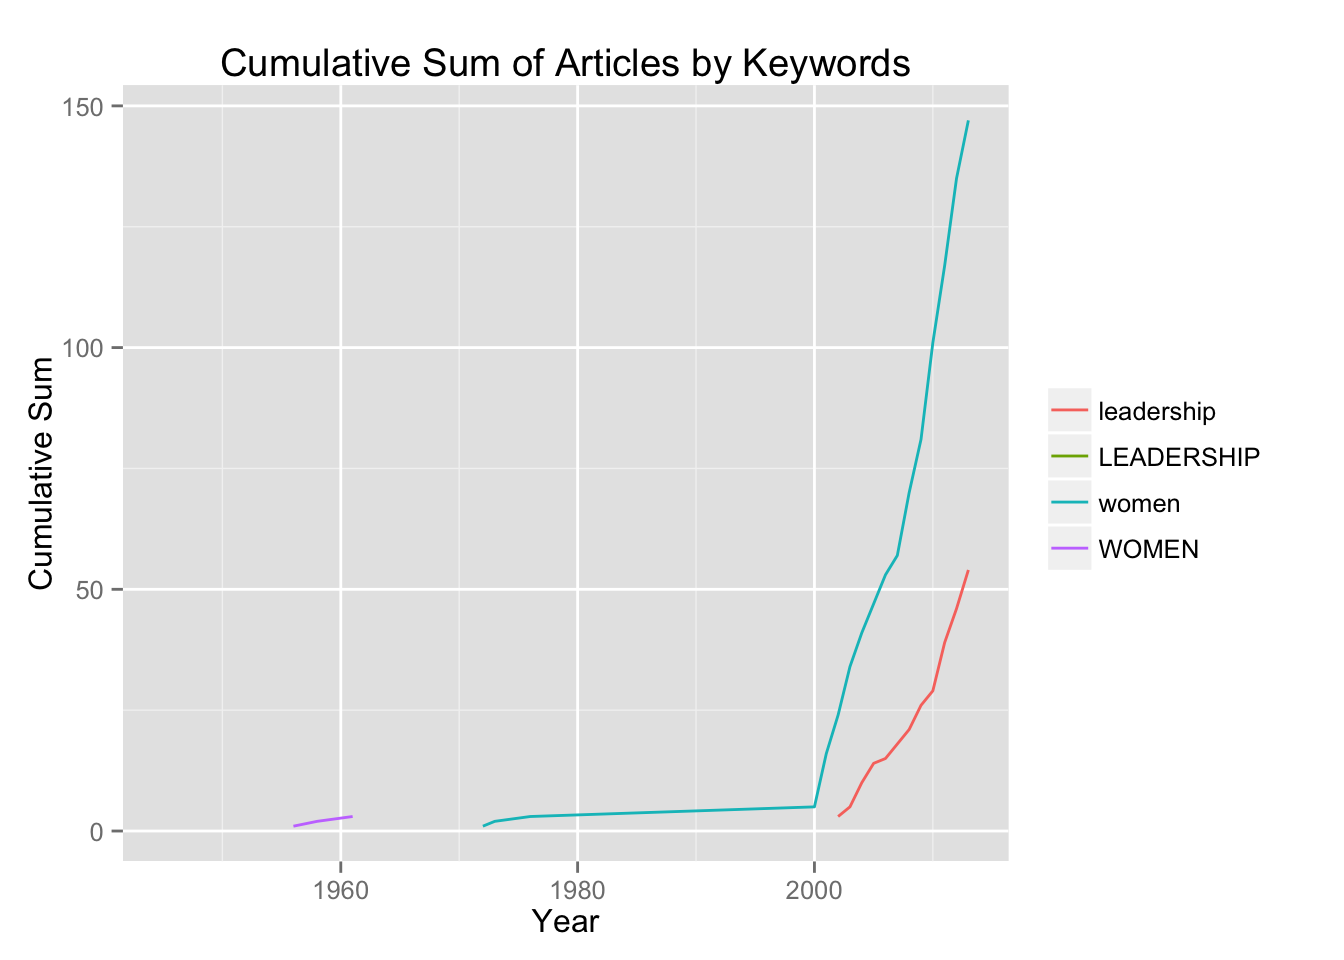 Cumulative Sum of Articles by Keywords
150
100
50
0
Cumulative Sum
1960 1980 2000
Year
leadership
LEADERSHIP
women
WOMEN